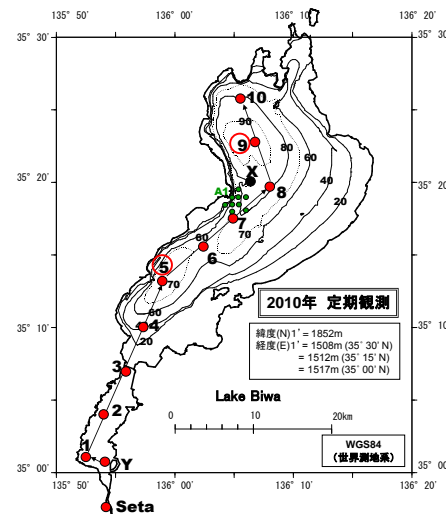 135° 50' 136° 00' 136° 10' 136° 20'
35° 30' 35° 30'
10
90
9
80
60
X
40
20
35° 20' 35° 20'
A1
8
7
60
70
6
5
70
60
2010年 定期観測
35° 10' 35° 10'
4
20
緯度(N)1' = 1852m
経度(E)1' = 1508m (35° 30' N)
= 1512m (35° 15' N)
= 1517m (35° 00' N)
3
Lake Biwa
2
0 10 20km
1
Y
WGS84
(世界測地系)
35° 00' 35° 00'
135° 50' 136° 00' 136° 10' 136° 20'
Seta